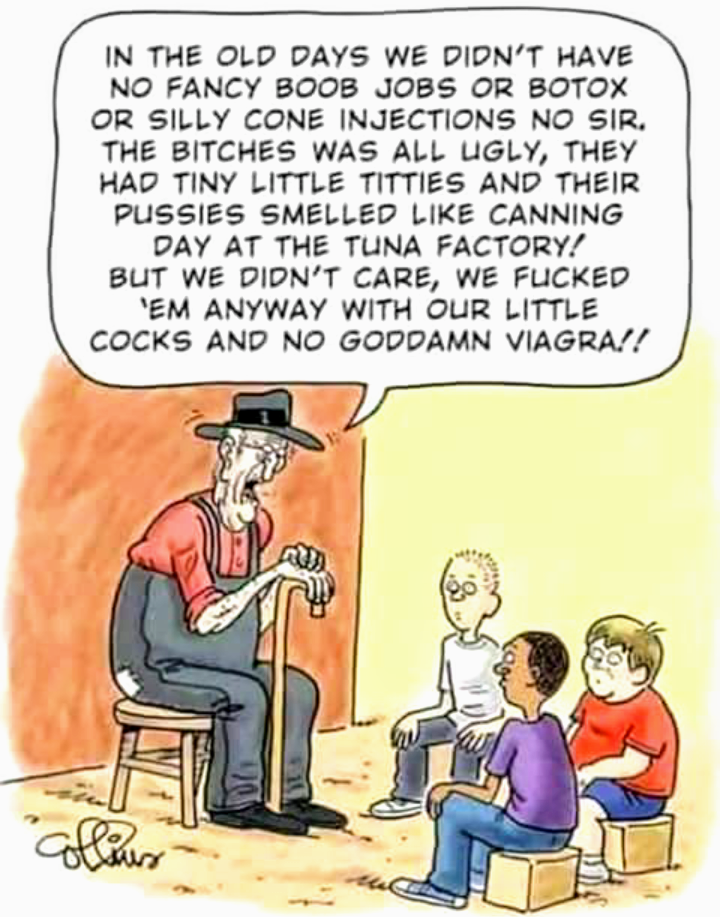 IN THE OLD DAYS WE DIDN'T HAVE
NO FANCY BOOB JOBS OR BOTOX
OR SILLY CONE INJECTIONS NO SIR.
THE BITCHES WAS ALL UGLY, THEY
HAD TINY LITTLE TITTIES AND THEIR
PUSSIES SMELLED LIKE CANNING
DAY AT THE TUNA FACTORY!
BUT WE DIDN'T CARE, WE FUCKED
'EM ANYWAY WITH OUR LITTLE
COCKS AND NO GODDAMN VIAGRA!!
Collins